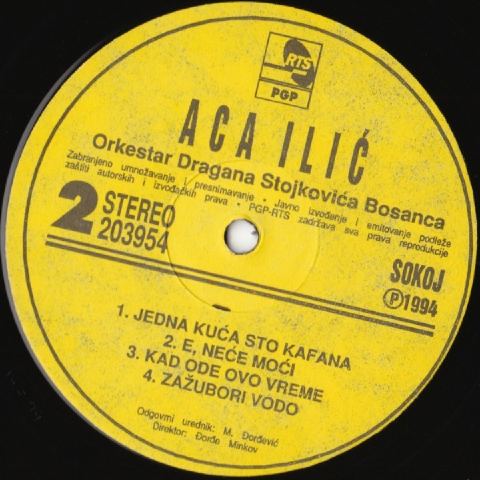 RTS
PGP
ACA ILIĆ
Orkestar Dragana Stojkovića Bosanca
Zabranjeno umnožavanje i presnimavanje · Javno izvođenje i emitovanje podleže
zaštiti autorskih i izvođačkih prava · PGP-RTS zadržava sva prava reprodukcije
2 STEREO
203954
SOKOJ
℗1994
1. JEDNA KUĆA STO KAFANA
2. E, NEĆE MOĆI
3. KAD ODE OVO VREME
4. ZAŽUBORI VODO
Odgovorni urednik: M. Đorđević
Direktor: Đorđe Minkov